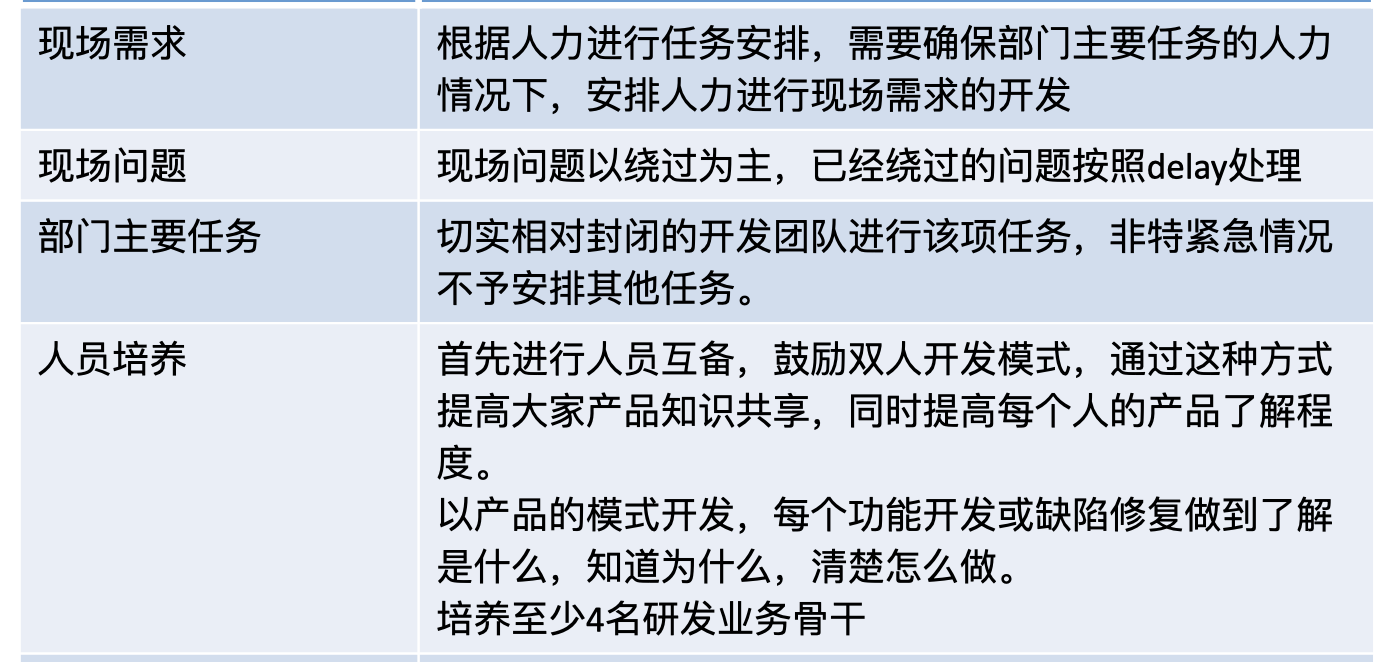 现场需求
根据人力进行任务安排，需要确保部门主要任务的人力
情况下，安排人力进行现场需求的开发
现场问题
现场问题以绕过为主，已经绕过的问题按照delay处理
部门主要任务
切实相对封闭的开发团队进行该项任务，非特紧急情况
不予安排其他任务。
人员培养
首先进行人员互备，鼓励双人开发模式，通过这种方式
提高大家产品知识共享，同时提高每个人的产品了解程
度。
以产品的模式开发，每个功能开发或缺陷修复做到了解
是什么，知道为什么，清楚怎么做。
培养至少4名研发业务骨干